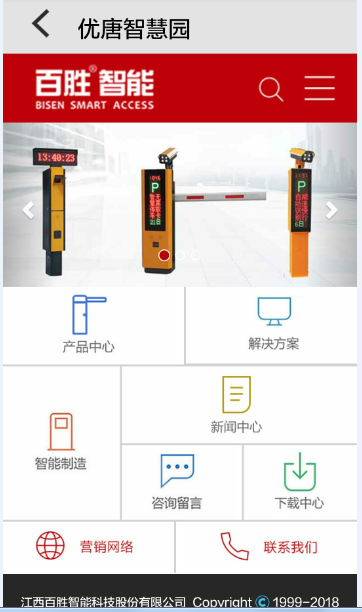 优唐智慧园
百胜®智能
BISEN SMART ACCESS
13:40:23
P
P
产品中心
解决方案
智能制造
新闻中心
咨询留言
下载中心
营销网络
联系我们
江西百胜智能科技股份有限公司 Copyright © 1999-2018